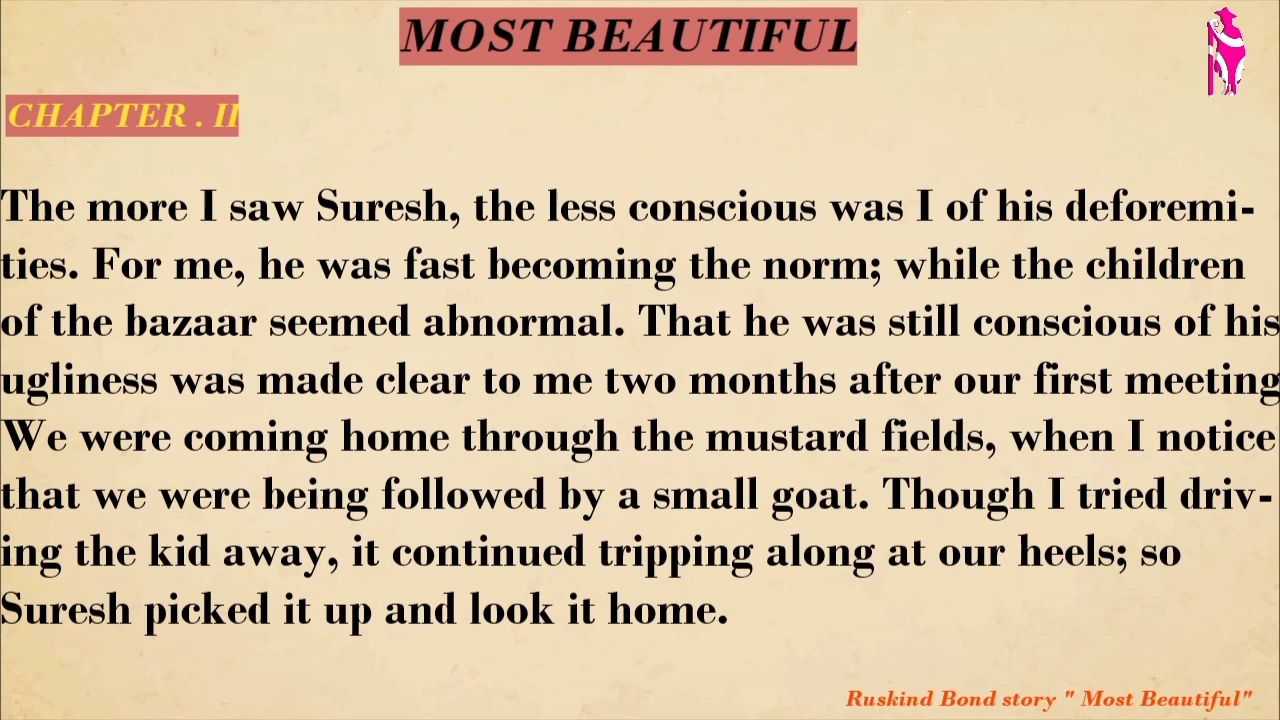 MOST BEAUTIFUL
CHAPTER . II
The more I saw Suresh, the less conscious was I of his deforemi-
ties. For me, he was fast becoming the norm; while the children
of the bazaar seemed abnormal. That he was still conscious of his
ugliness was made clear to me two months after our first meeting
We were coming home through the mustard fields, when I notice
that we were being followed by a small goat. Though I tried driv-
ing the kid away, it continued tripping along at our heels; so
Suresh picked it up and look it home.
Ruskind Bond story " Most Beautiful"